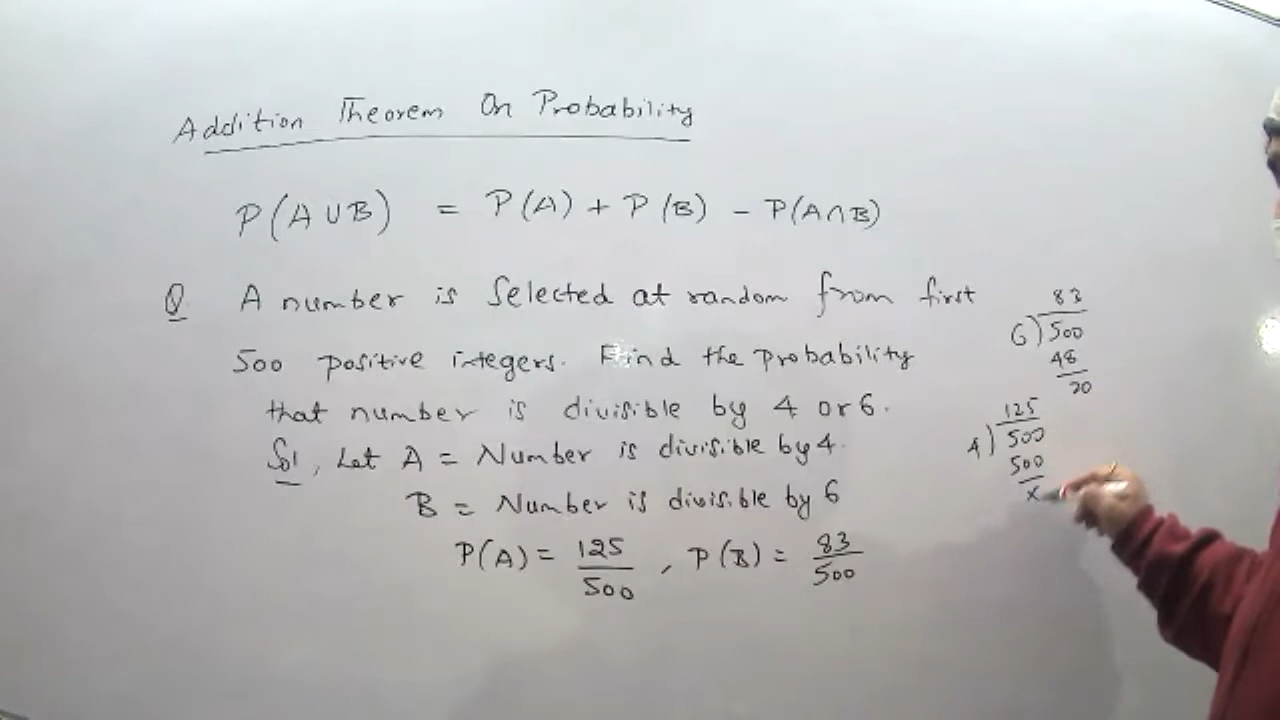 Addition Theorem On Probability
P(A∪B) = P(A) + P(B) - P(A∩B)
Q A number is Selected at random from first
500 positive integers. Find the probability
that number is divisible by 4 or 6.
Sol, Let A = Number is divisible by 4.
B = Number is divisible by 6
P(A) = 125/500, P(B) = 83/500
83
6)500
48
20
125
4)500
500
x